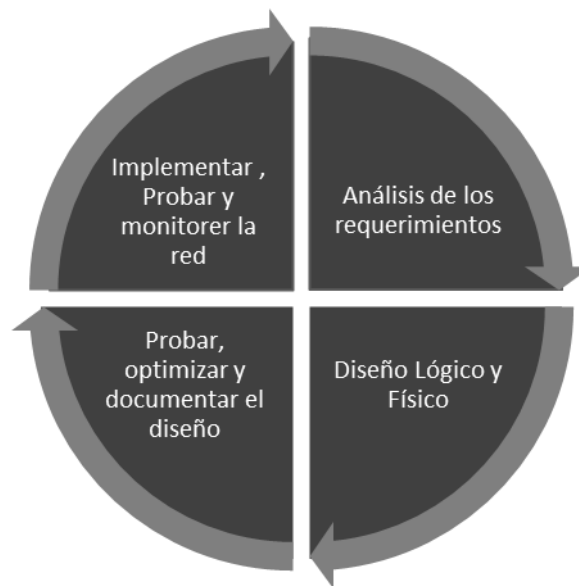 Implementar ,
Probar y
monitorer la
red
Análisis de los
requerimientos
Probar,
optimizar y
documentar el
diseño
Diseño Lógico y
Físico